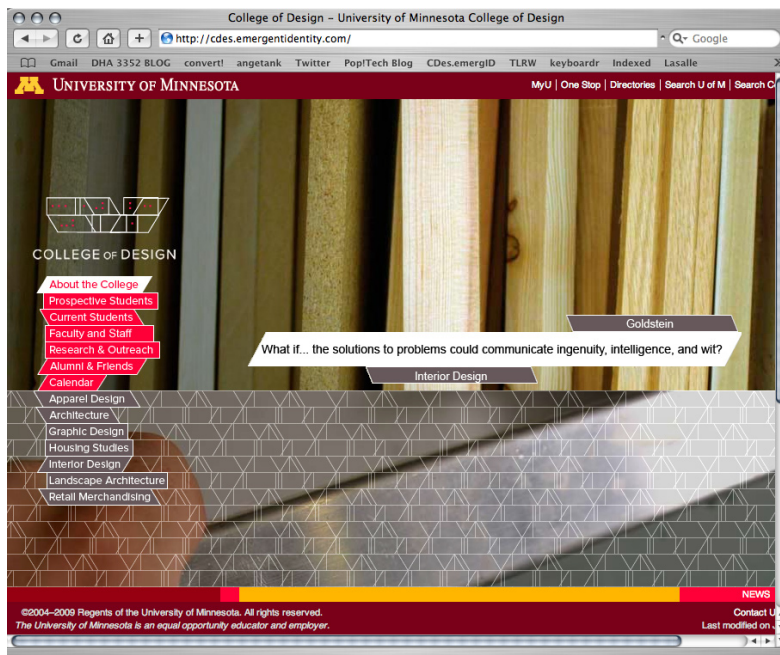 College of Design – University of Minnesota College of Design
http://cdes.emergentidentity.com/
Google
Gmail DHA 3352 BLOG convert! angetank Twitter Pop!Tech Blog CDes.emergID TLRW keyboardr Indexed Lasalle
UNIVERSITY OF MINNESOTA
MyU | One Stop | Directories | Search U of M | Search C
COLLEGE OF DESIGN
About the College
Prospective Students
Current Students
Faculty and Staff
Research & Outreach
Alumni & Friends
Calendar
Apparel Design
Architecture
Graphic Design
Housing Studies
Interior Design
Landscape Architecture
Retail Merchandising
Goldstein
What if... the solutions to problems could communicate ingenuity, intelligence, and wit?
Interior Design
NEWS
©2004–2009 Regents of the University of Minnesota. All rights reserved.
The University of Minnesota is an equal opportunity educator and employer.
Contact U
Last modified on